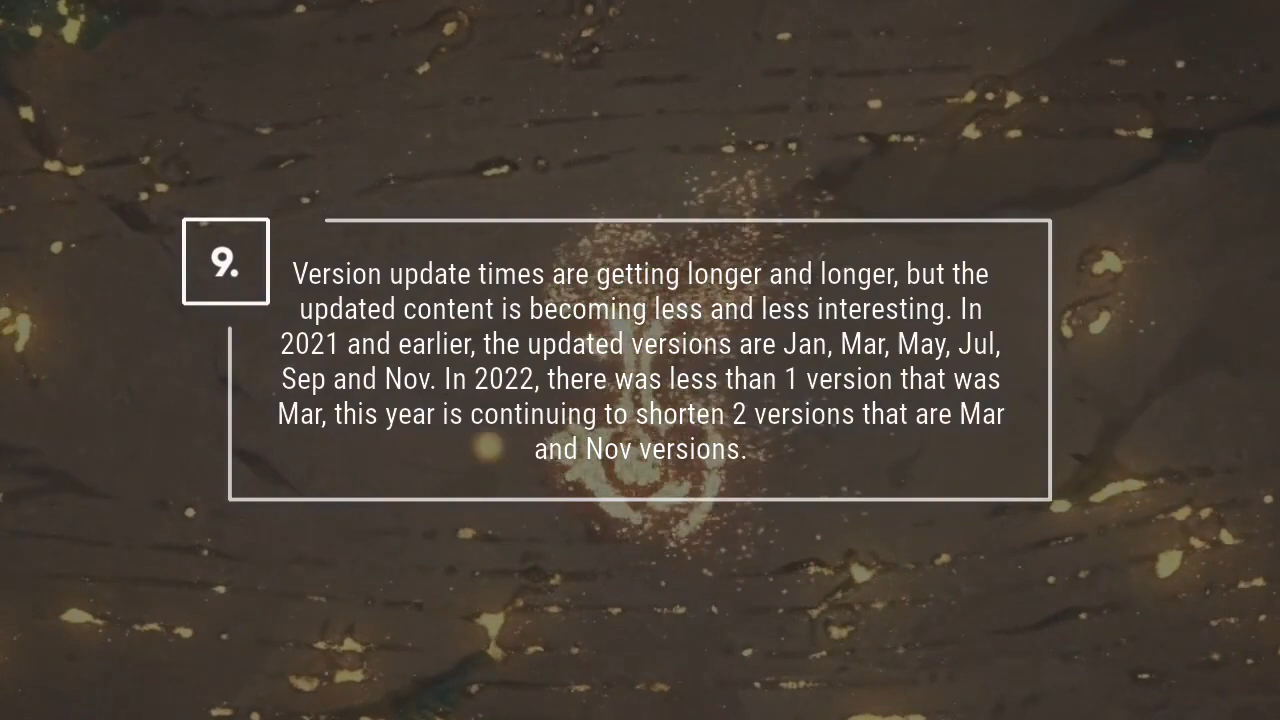 9.
Version update times are getting longer and longer, but the
updated content is becoming less and less interesting. In
2021 and earlier, the updated versions are Jan, Mar, May, Jul,
Sep and Nov. In 2022, there was less than 1 version that was
Mar, this year is continuing to shorten 2 versions that are Mar
and Nov versions.